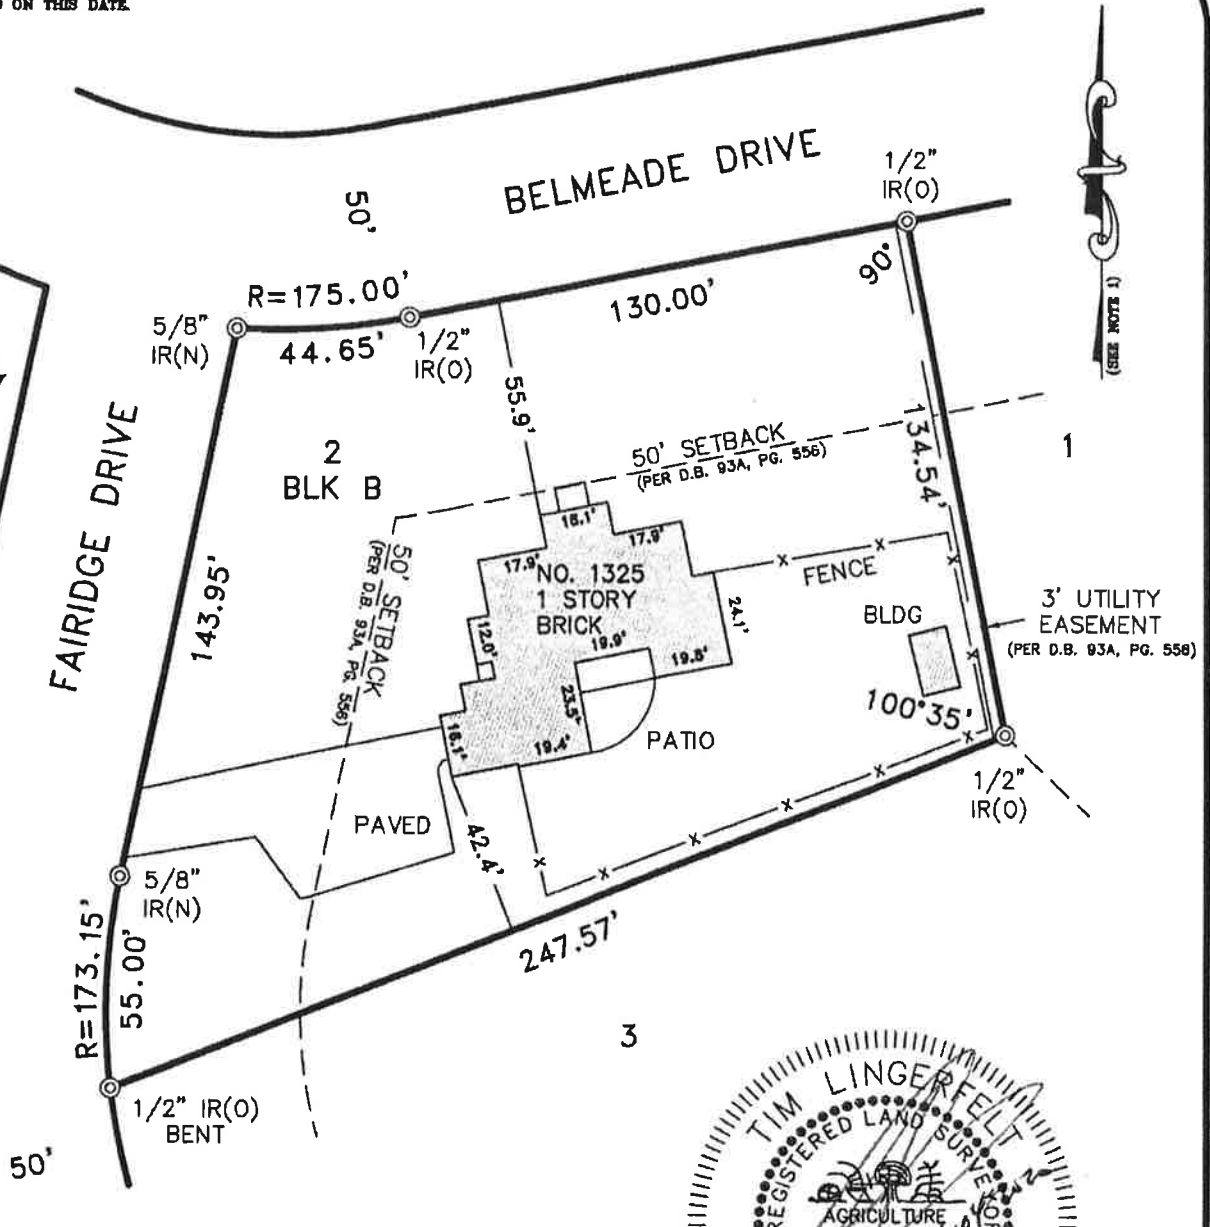 ON THIS DATE.
BELMEADE DRIVE
50'
1/2"
IR(O)
90°
(SEE NOTE 1)
R=175.00'
130.00'
5/8"
IR(N)
44.65'
1/2"
IR(O)
55.9'
FAIRIDGE DRIVE
2
BLK B
50' SETBACK
(PER D.B. 93A, PG. 556)
134.54'
1
50' SETBACK
(PER D.B. 93A, PG. 556)
16.1'
17.9'
17.9'
NO. 1325
1 STORY
BRICK
FENCE
24.1'
BLDG
3' UTILITY
EASEMENT
(PER D.B. 93A, PG. 556)
143.95'
12.0'
19.9'
19.8'
23.5'
100°35'
16.1'
19.4'
PATIO
1/2"
IR(O)
PAVED
42.4'
5/8"
IR(N)
247.57'
R=173.15'
55.00'
3
1/2" IR(O)
BENT
50'
TIM LINGERFELT
REGISTERED LAND SURVEYOR
AGRICULTURE